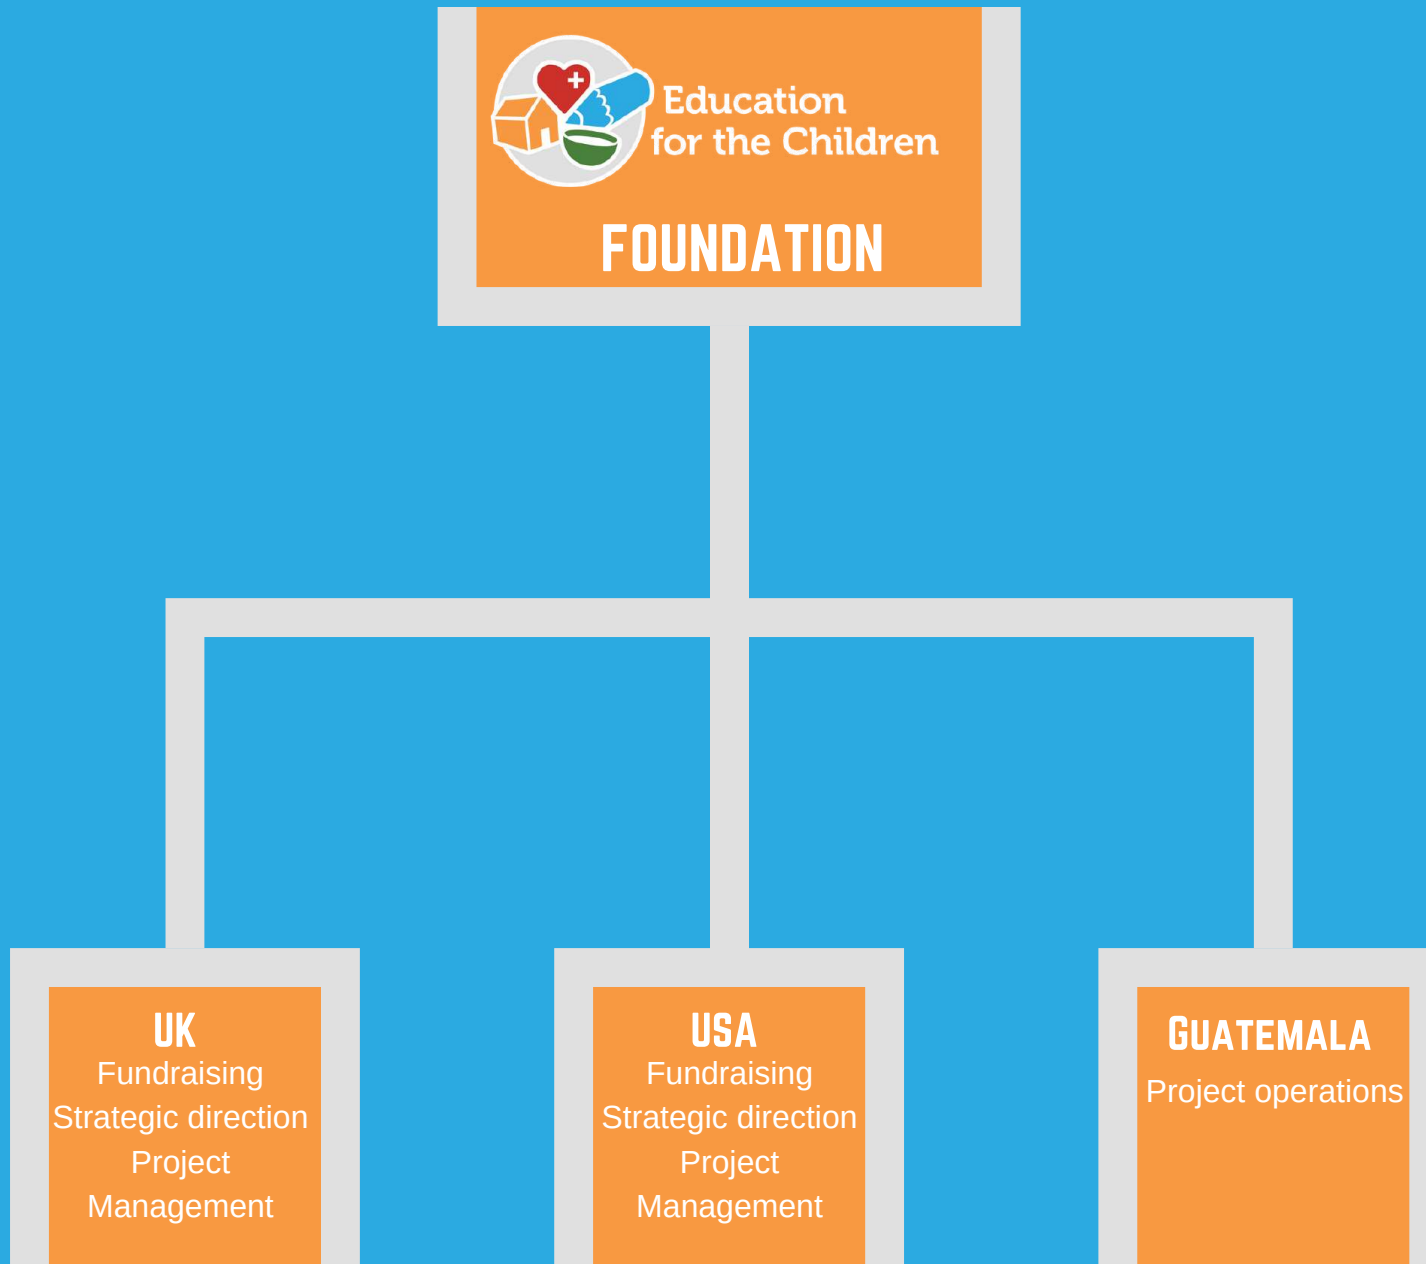 Education
for the Children
FOUNDATION
UK
Fundraising
Strategic direction
Project
Management
USA
Fundraising
Strategic direction
Project
Management
GUATEMALA
Project operations